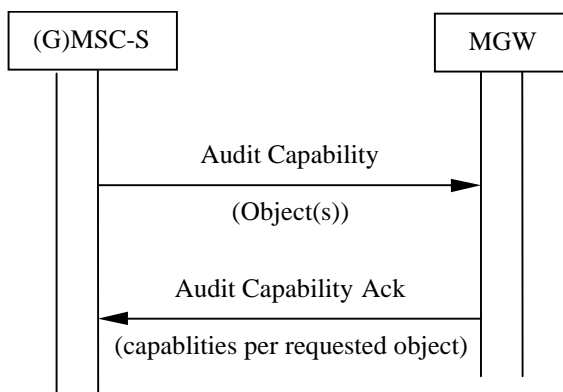 (G)MSC-S
MGW
Audit Capability
(Object(s))
Audit Capability Ack
(capablities per requested object)